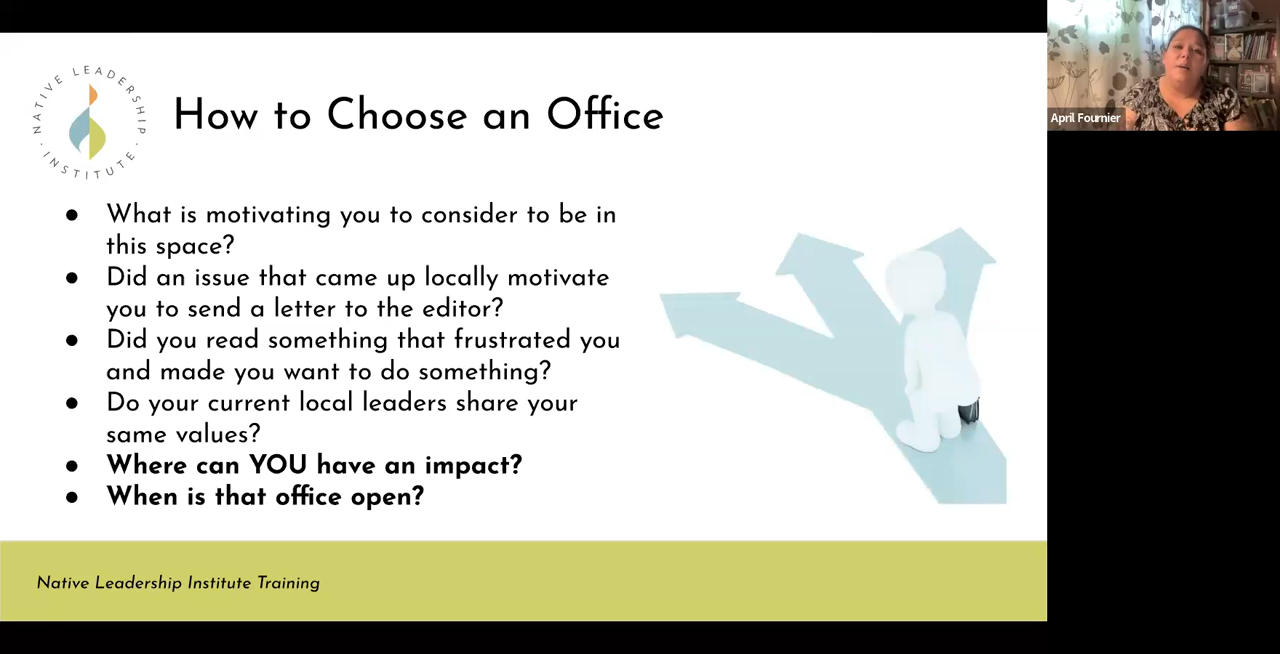 NATIVE LEADERSHIP
· INSTITUTE ·
How to Choose an Office
● What is motivating you to consider to be in
this space?
● Did an issue that came up locally motivate
you to send a letter to the editor?
● Did you read something that frustrated you
and made you want to do something?
● Do your current local leaders share your
same values?
● Where can YOU have an impact?
● When is that office open?
Native Leadership Institute Training
April Fournier